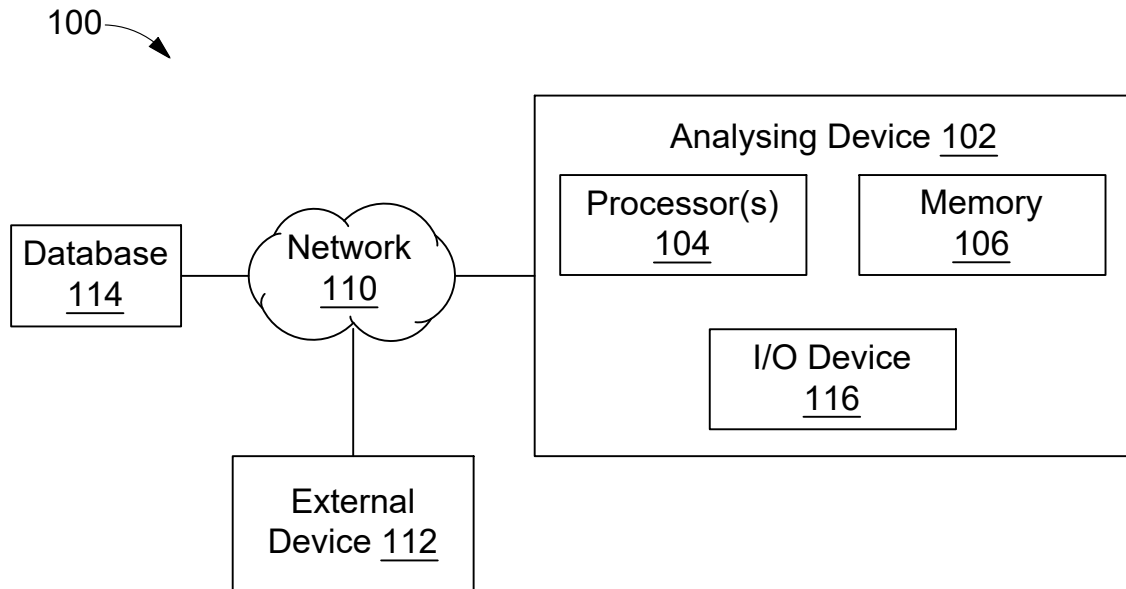 100
Analysing Device 102
Processor(s)
104
Memory
106
Database
114
Network
110
I/O Device
116
External
Device 112